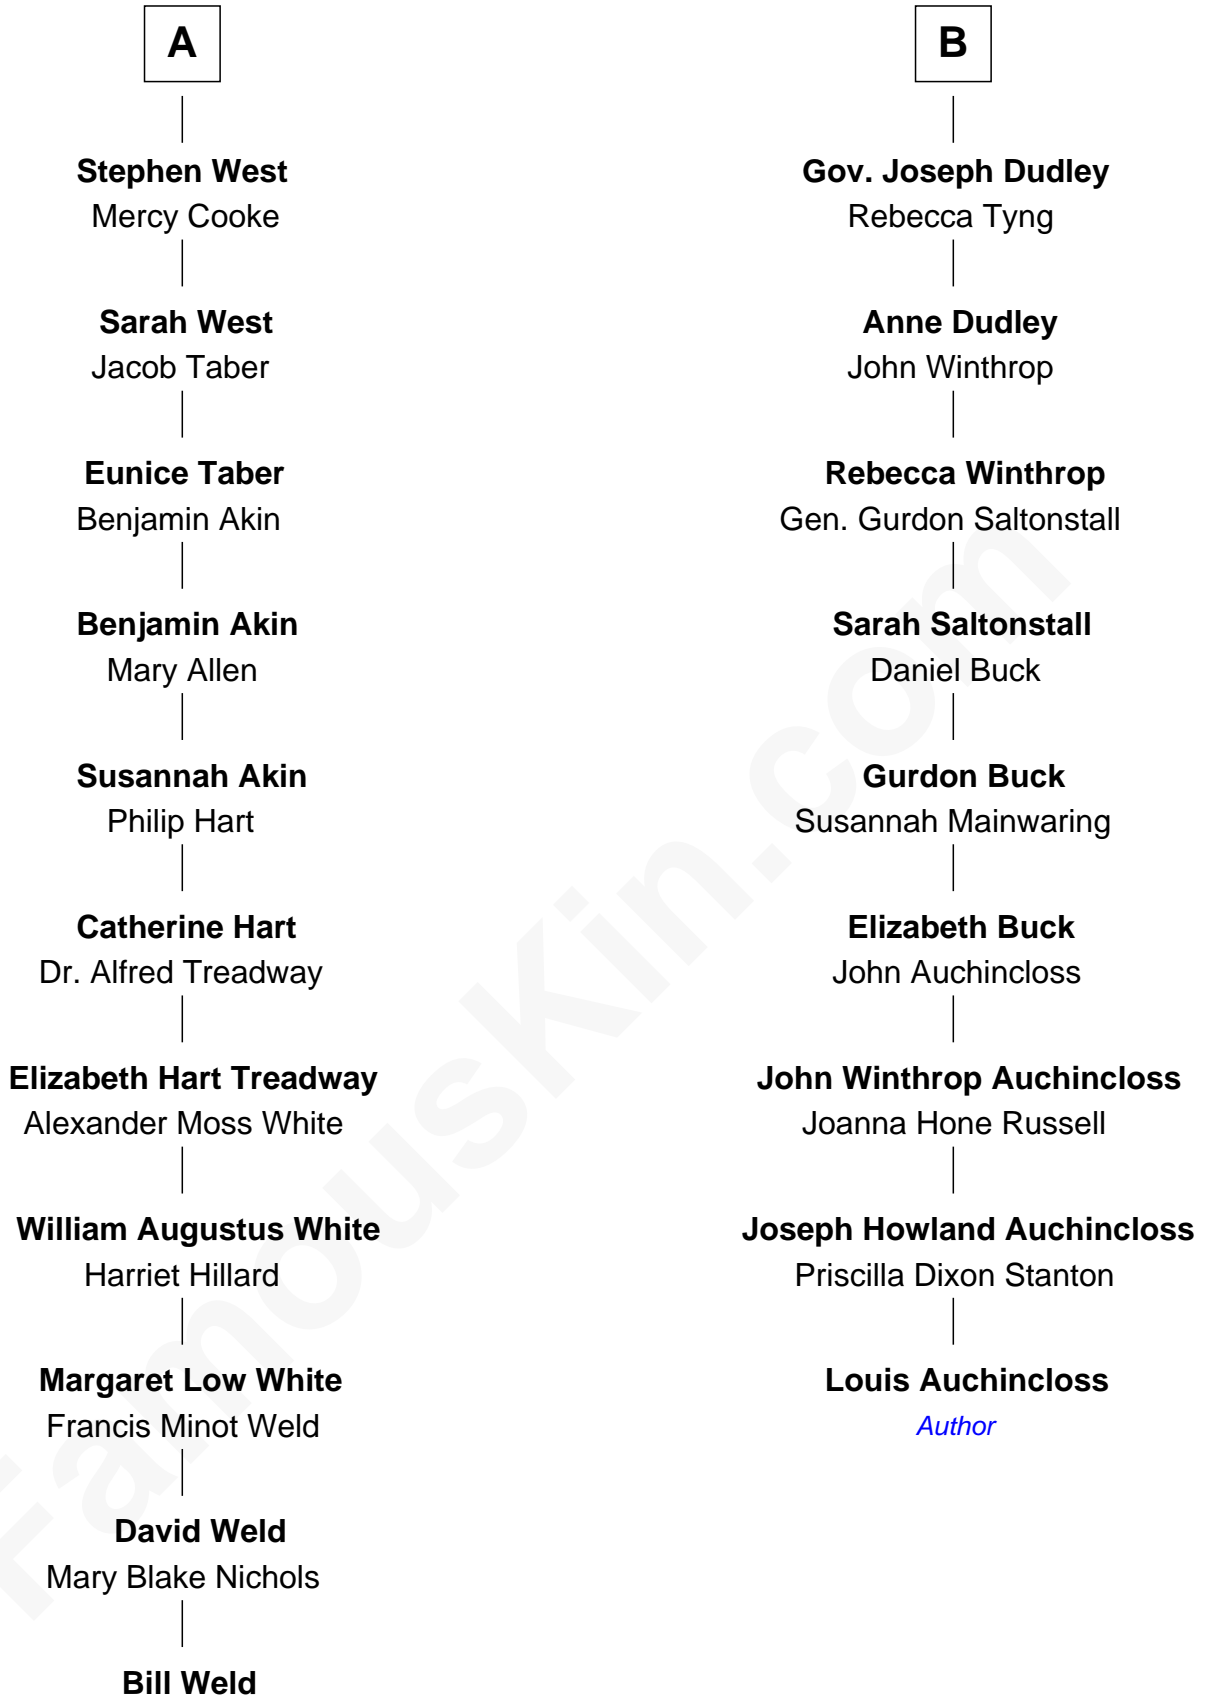 A
Stephen West
Mercy Cooke
Sarah West
Jacob Taber
Eunice Taber
Benjamin Akin
Benjamin Akin
Mary Allen
Susannah Akin
Philip Hart
Catherine Hart
Dr. Alfred Treadway
Elizabeth Hart Treadway
Alexander Moss White
William Augustus White
Harriet Hillard
Margaret Low White
Francis Minot Weld
David Weld
Mary Blake Nichols
Bill Weld
B
Gov. Joseph Dudley
Rebecca Tyng
Anne Dudley
John Winthrop
Rebecca Winthrop
Gen. Gurdon Saltonstall
Sarah Saltonstall
Daniel Buck
Gurdon Buck
Susannah Mainwaring
Elizabeth Buck
John Auchincloss
John Winthrop Auchincloss
Joanna Hone Russell
Joseph Howland Auchincloss
Priscilla Dixon Stanton
Louis Auchincloss
Author
FamousKin.com